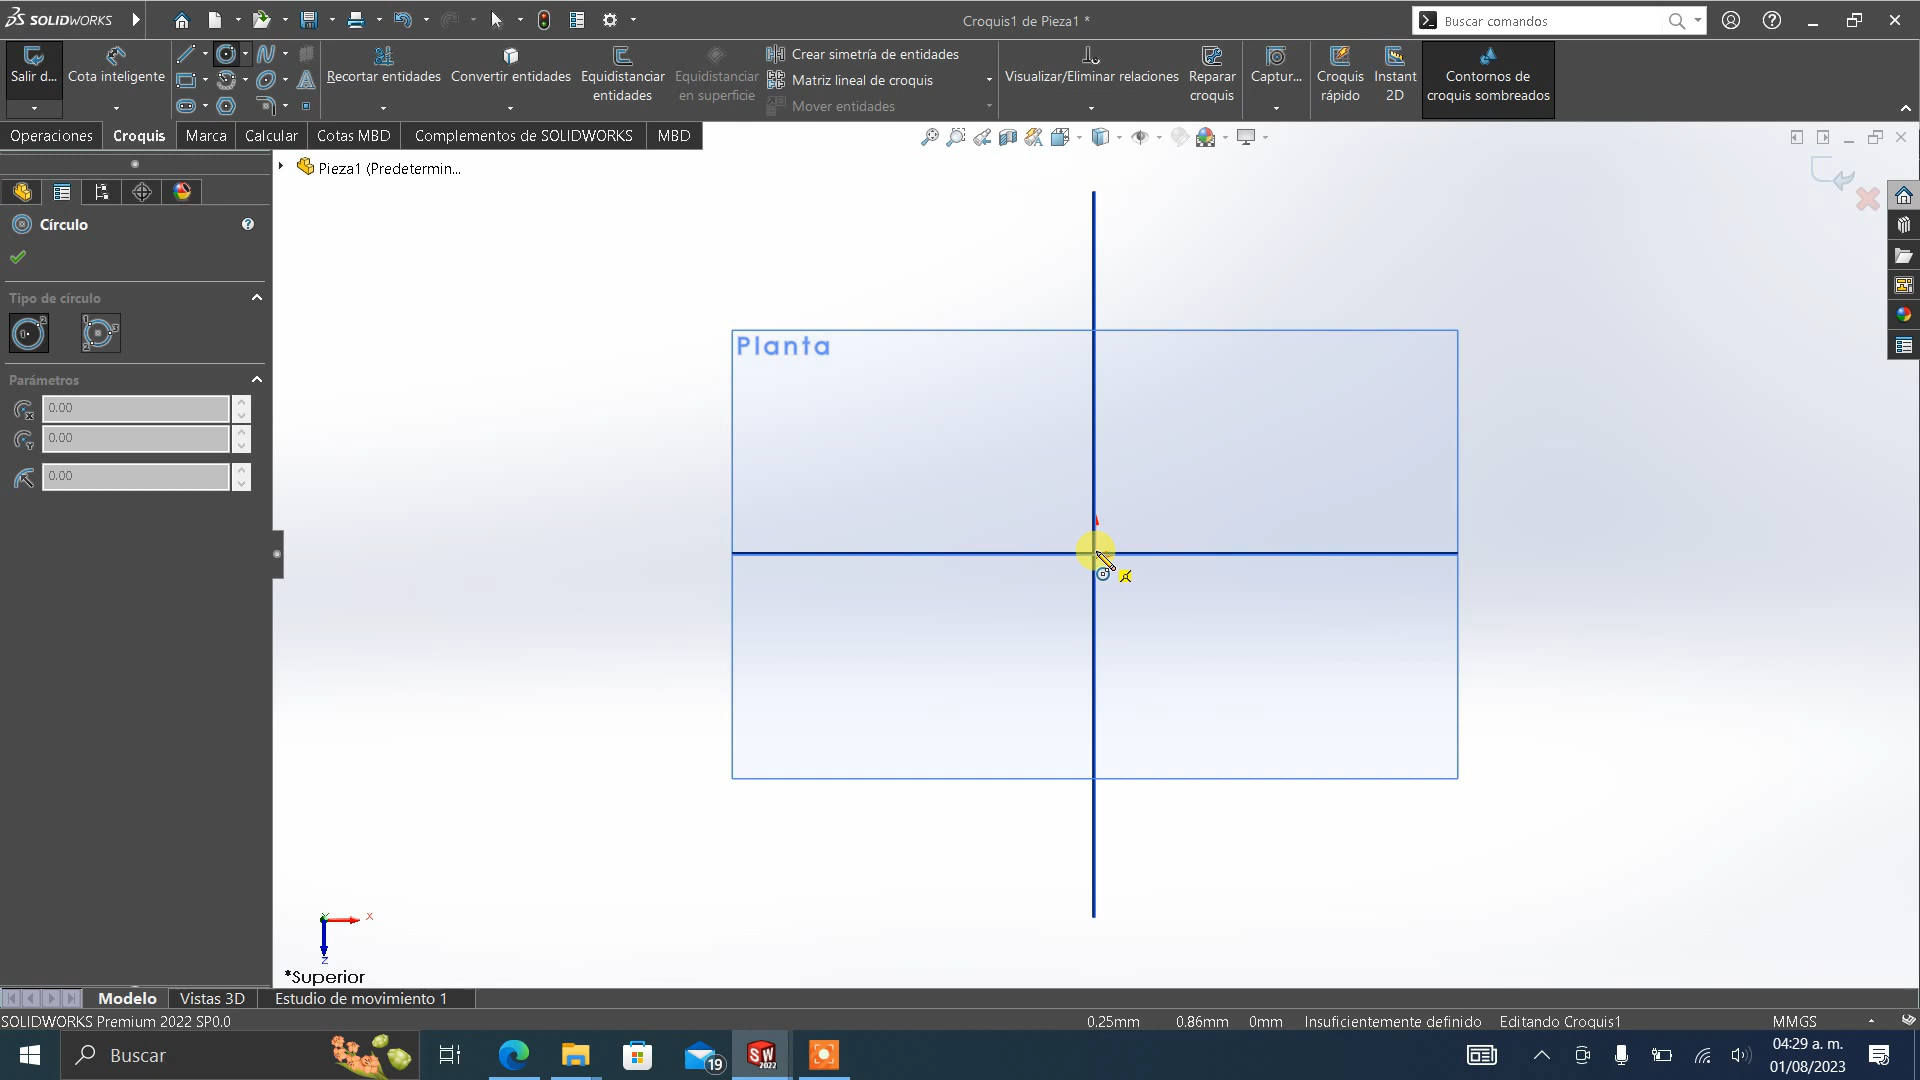 SOLIDWORKS
Croquis1 de Pieza1 *
Buscar comandos
Salir d...
Cota inteligente
Recortar entidades
Convertir entidades
Equidistanciar
entidades
Equidistanciar
en superficie
Crear simetría de entidades
Matriz lineal de croquis
Mover entidades
Visualizar/Eliminar relaciones
Reparar
croquis
Captur...
Croquis
rápido
Instant
2D
Contornos de
croquis sombreados
Operaciones
Croquis
Marca
Calcular
Cotas MBD
Complementos de SOLIDWORKS
MBD
Pieza1 (Predetermin...
Círculo
Tipo de círculo
Parámetros
0.00
0.00
0.00
Planta
X
Y
Z
*Superior
Modelo
Vistas 3D
Estudio de movimiento 1
SOLIDWORKS Premium 2022 SP0.0
0.25mm
0.86mm
0mm
Insuficientemente definido
Editando Croquis1
MMGS
Buscar
19
SW
2022
04:29 a. m.
01/08/2023